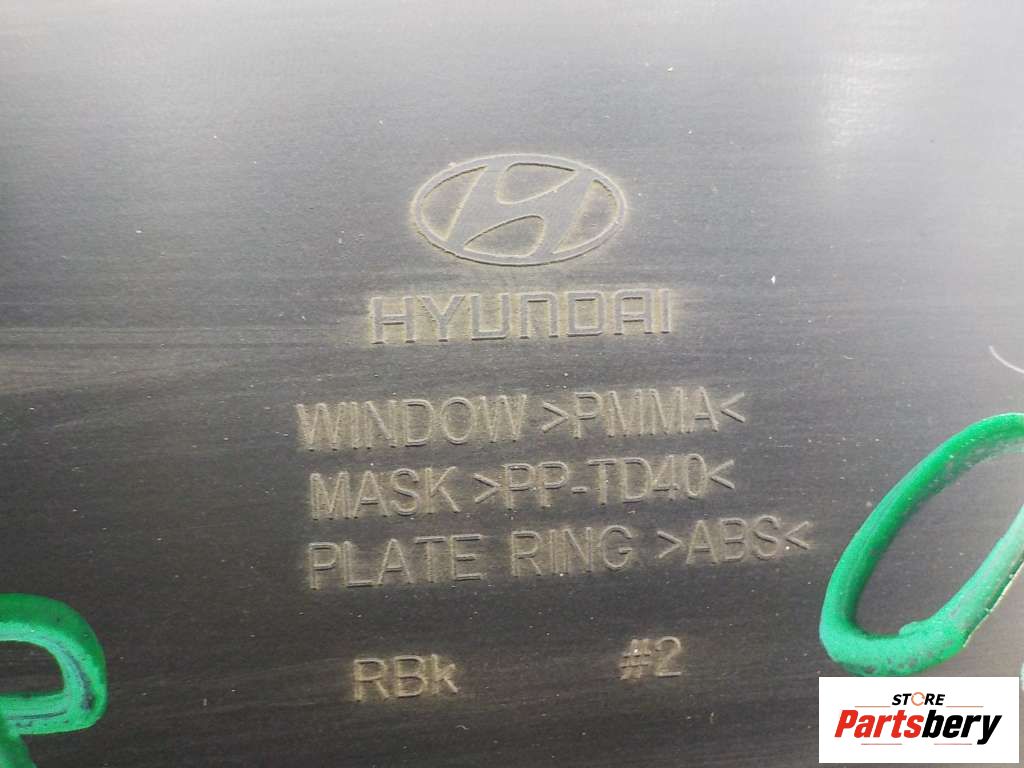 HYUNDAI
WINDOW >PMMA<
MASK >PP-TD40<
PLATE RING >ABS<
RBk #2
STORE
Partsbery